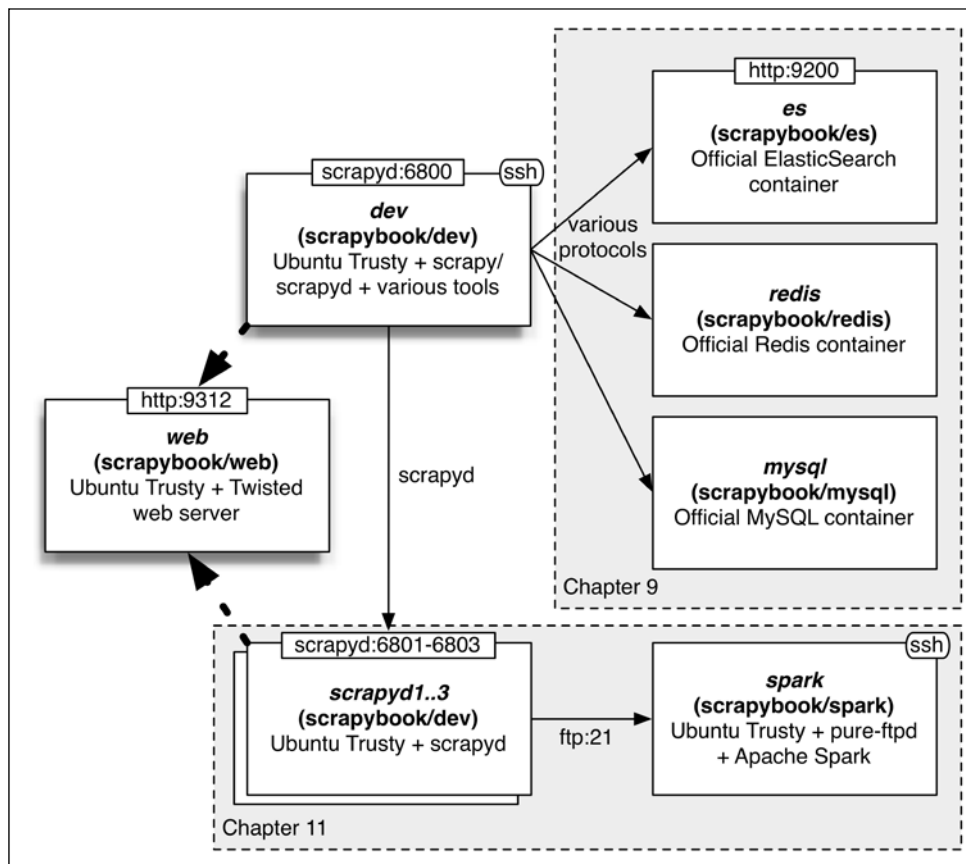 http:9200
es
(scrapybook/es)
Official ElasticSearch
container
scrapyd:6800
ssh
dev
(scrapybook/dev)
Ubuntu Trusty + scrapy/
scrapyd + various tools
various
protocols
redis
(scrapybook/redis)
Official Redis container
http:9312
web
(scrapybook/web)
Ubuntu Trusty + Twisted
web server
scrapyd
mysql
(scrapybook/mysql)
Official MySQL container
Chapter 9
scrapyd:6801-6803
scrapyd1..3
(scrapybook/dev)
Ubuntu Trusty + scrapyd
ftp:21
ssh
spark
(scrapybook/spark)
Ubuntu Trusty + pure-ftpd
+ Apache Spark
Chapter 11